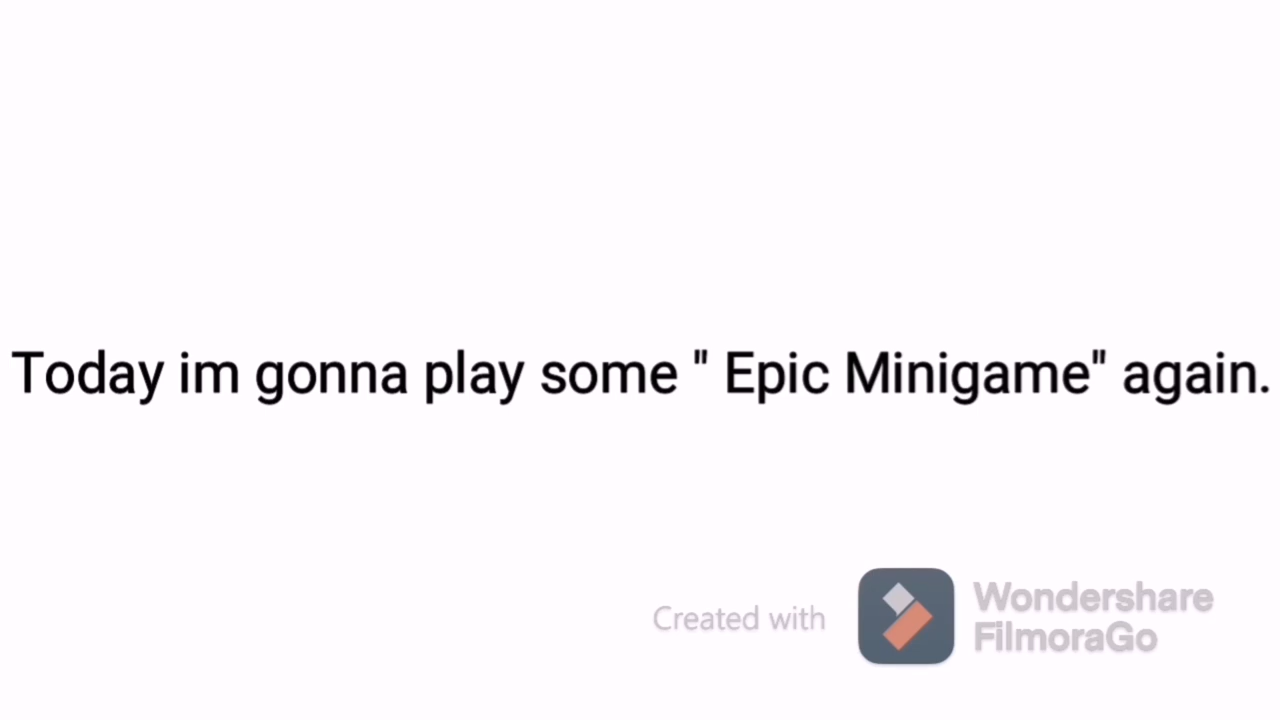 Today im gonna play some " Epic Minigame" again.
Created with
Wondershare
FilmoraGo